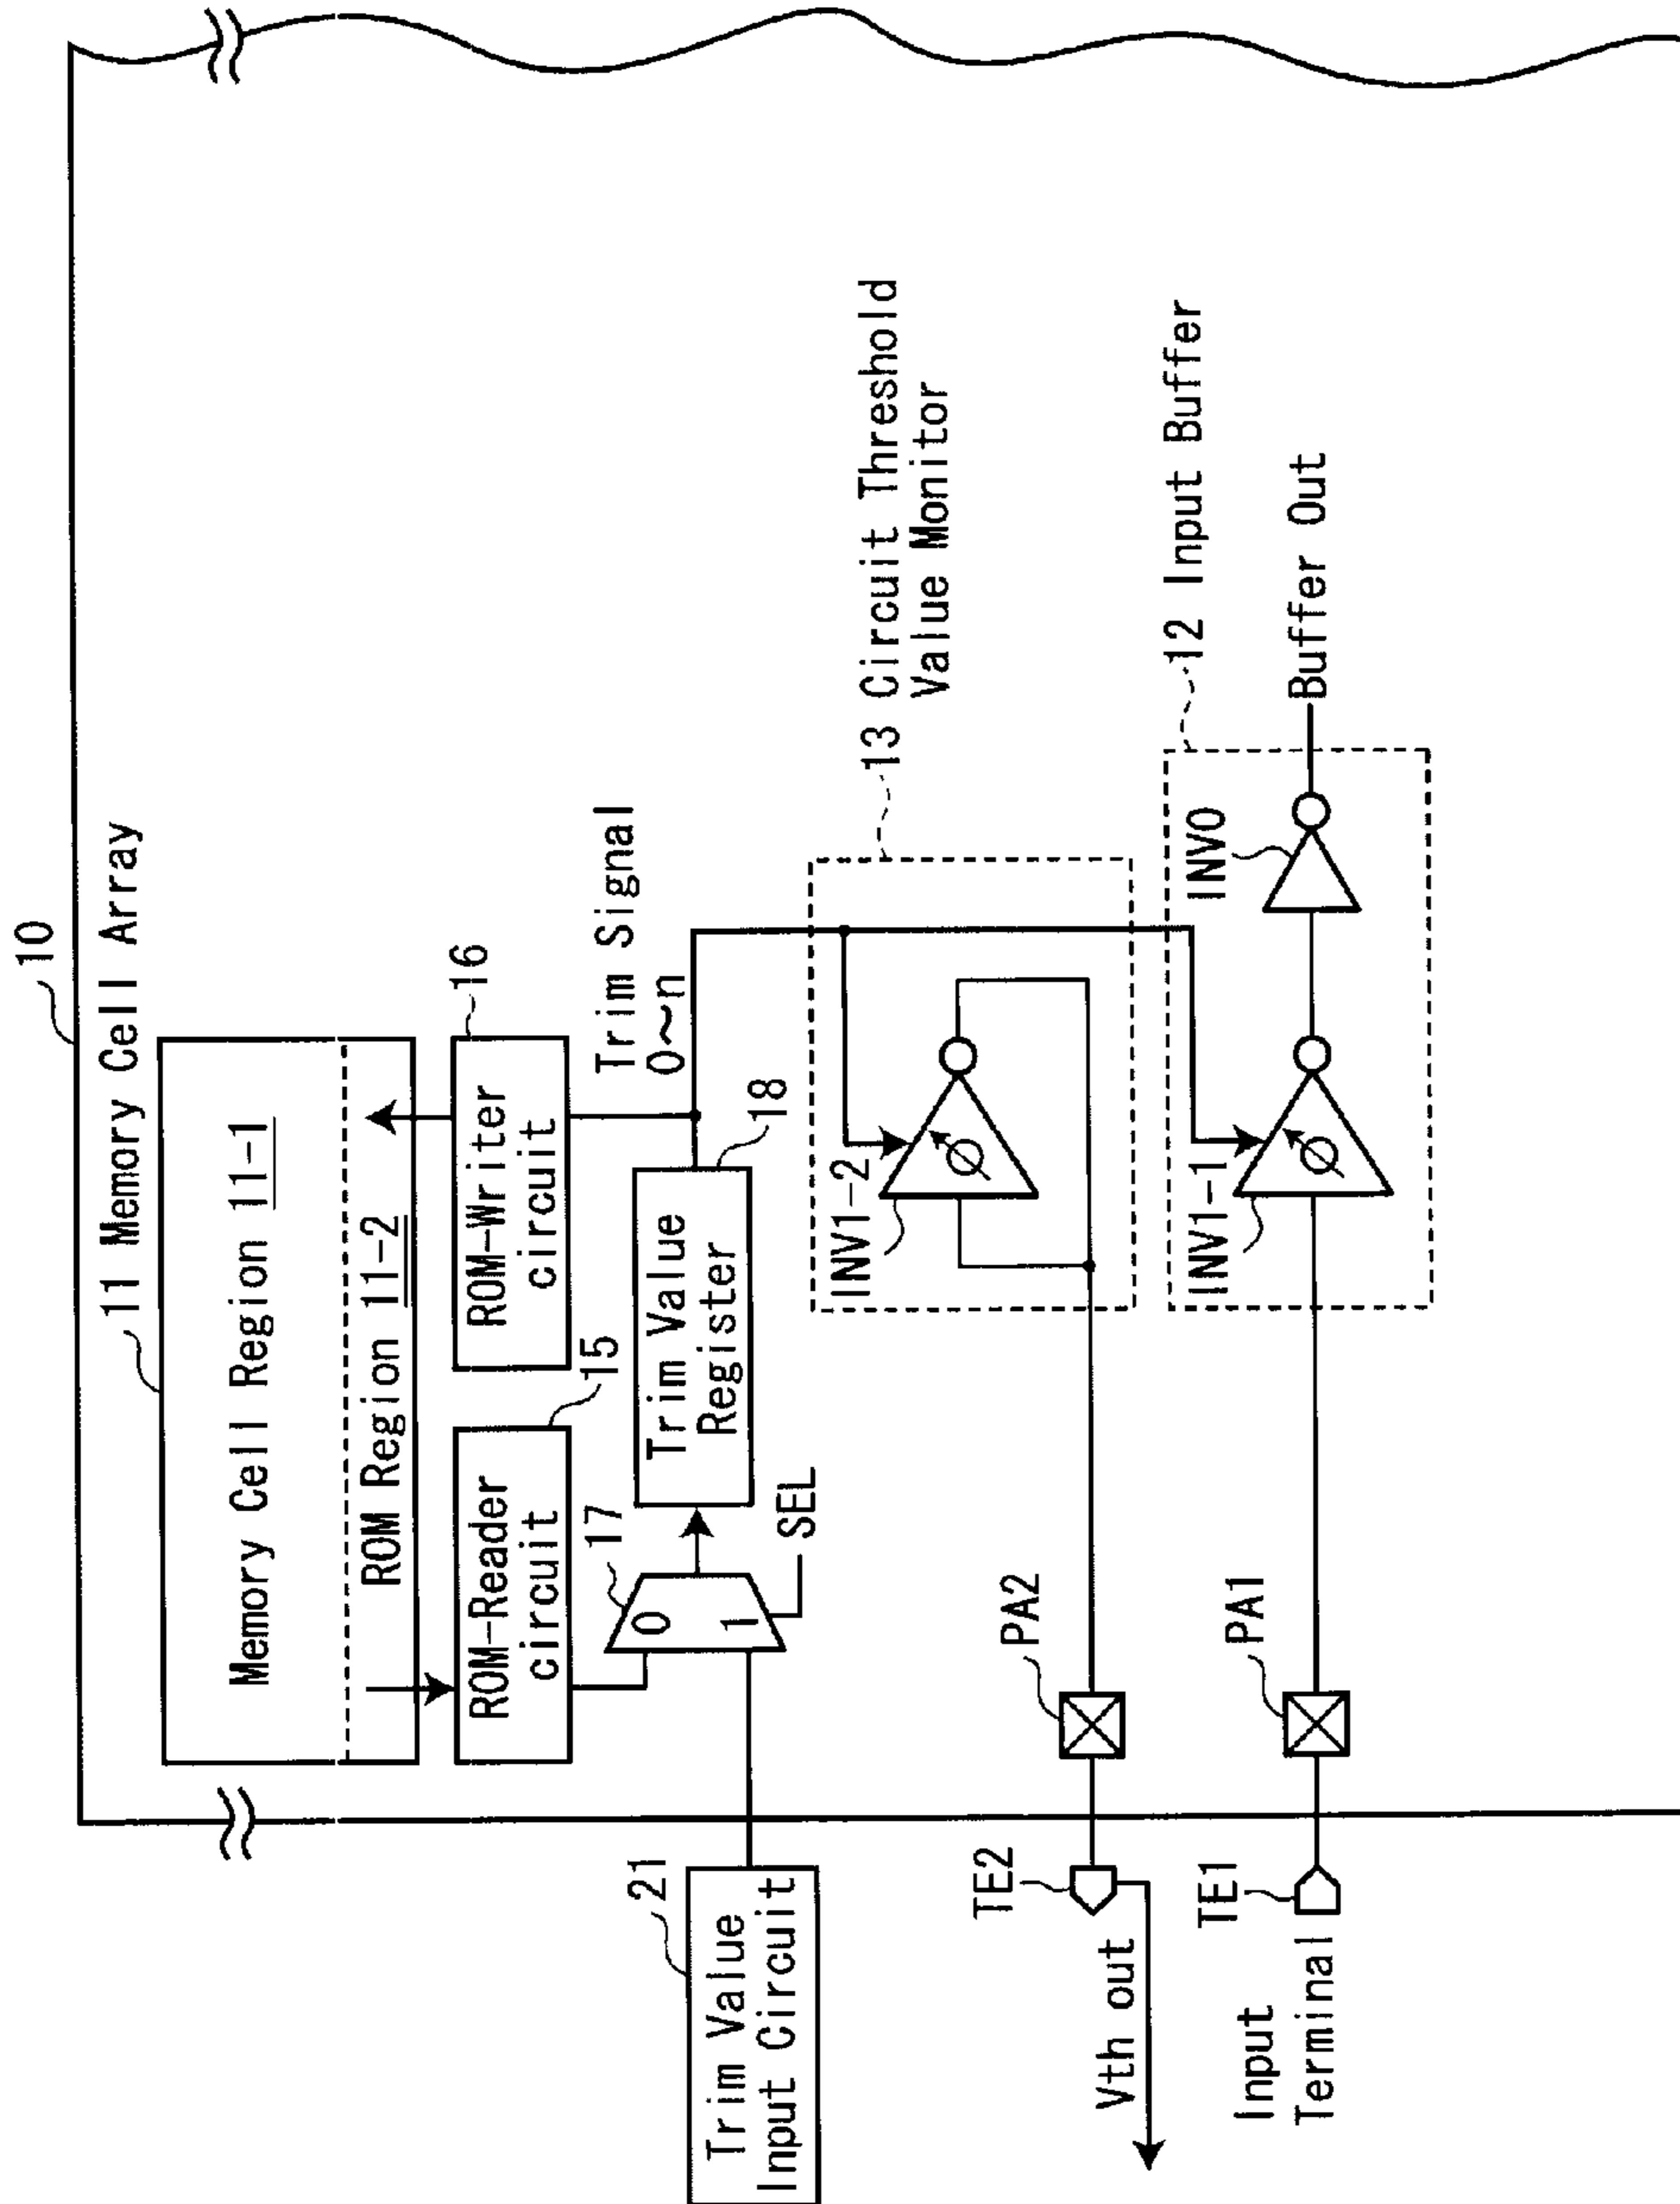 10
11 Memory Cell Array
Memory Cell Region 11-1
ROM Region 11-2
ROM-Reader
circuit
15
ROM-Writer
circuit
16
17
0
1
SEL
Trim Value
Register
18
Trim Signal
0~n
21
Trim Value
Input Circuit
13 Circuit Threshold
Value Monitor
INV1-2
TE2
PA2
Vth out
12 Input Buffer
INV1-1
INV0
Buffer Out
TE1
PA1
Input
Terminal